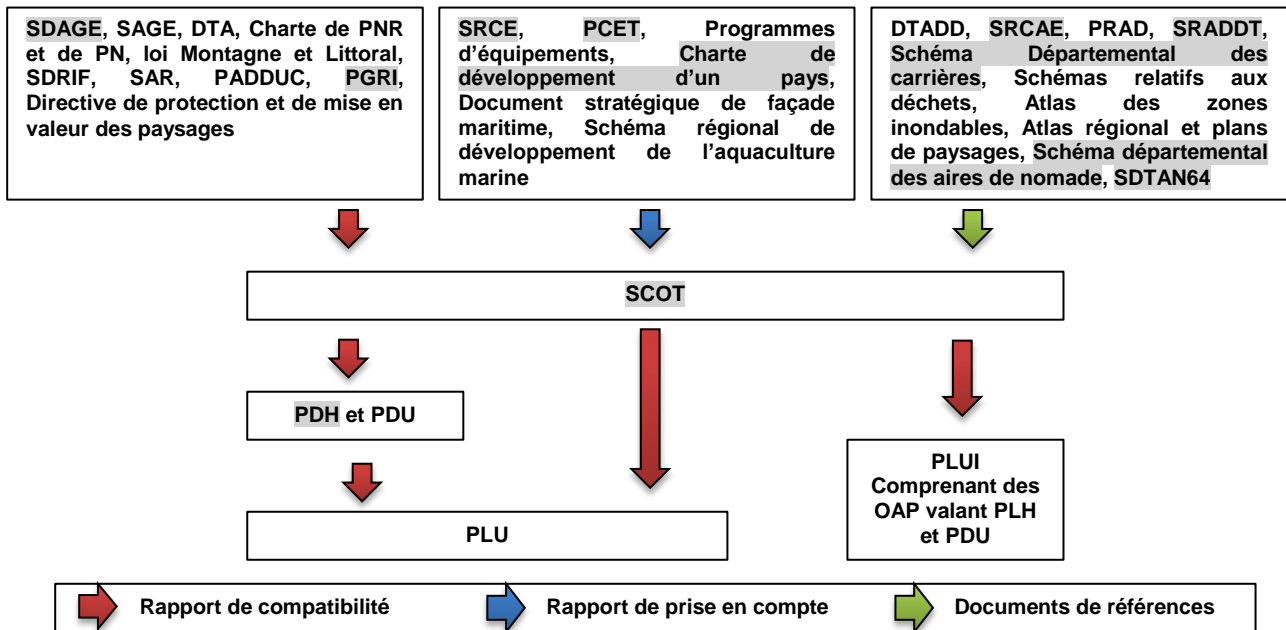 SDAGE, SAGE, DTA, Charte de PNR
et de PN, loi Montagne et Littoral,
SDRIF, SAR, PADDUC, PGRI,
Directive de protection et de mise en
valeur des paysages
SRCE, PCET, Programmes
d'équipements, Charte de
développement d'un pays,
Document stratégique de façade
maritime, Schéma régional de
développement de l'aquaculture
marine
DTADD, SRCAE, PRAD, SRADDT,
Schéma Départemental des
carrières, Schémas relatifs aux
déchets, Atlas des zones
inondables, Atlas régional et plans
de paysages, Schéma départemental
des aires de nomade, SDTAN64
SCOT
PDH et PDU
PLUI
Comprenant des
OAP valant PLH
et PDU
PLU
Rapport de compatibilité
Rapport de prise en compte
Documents de références